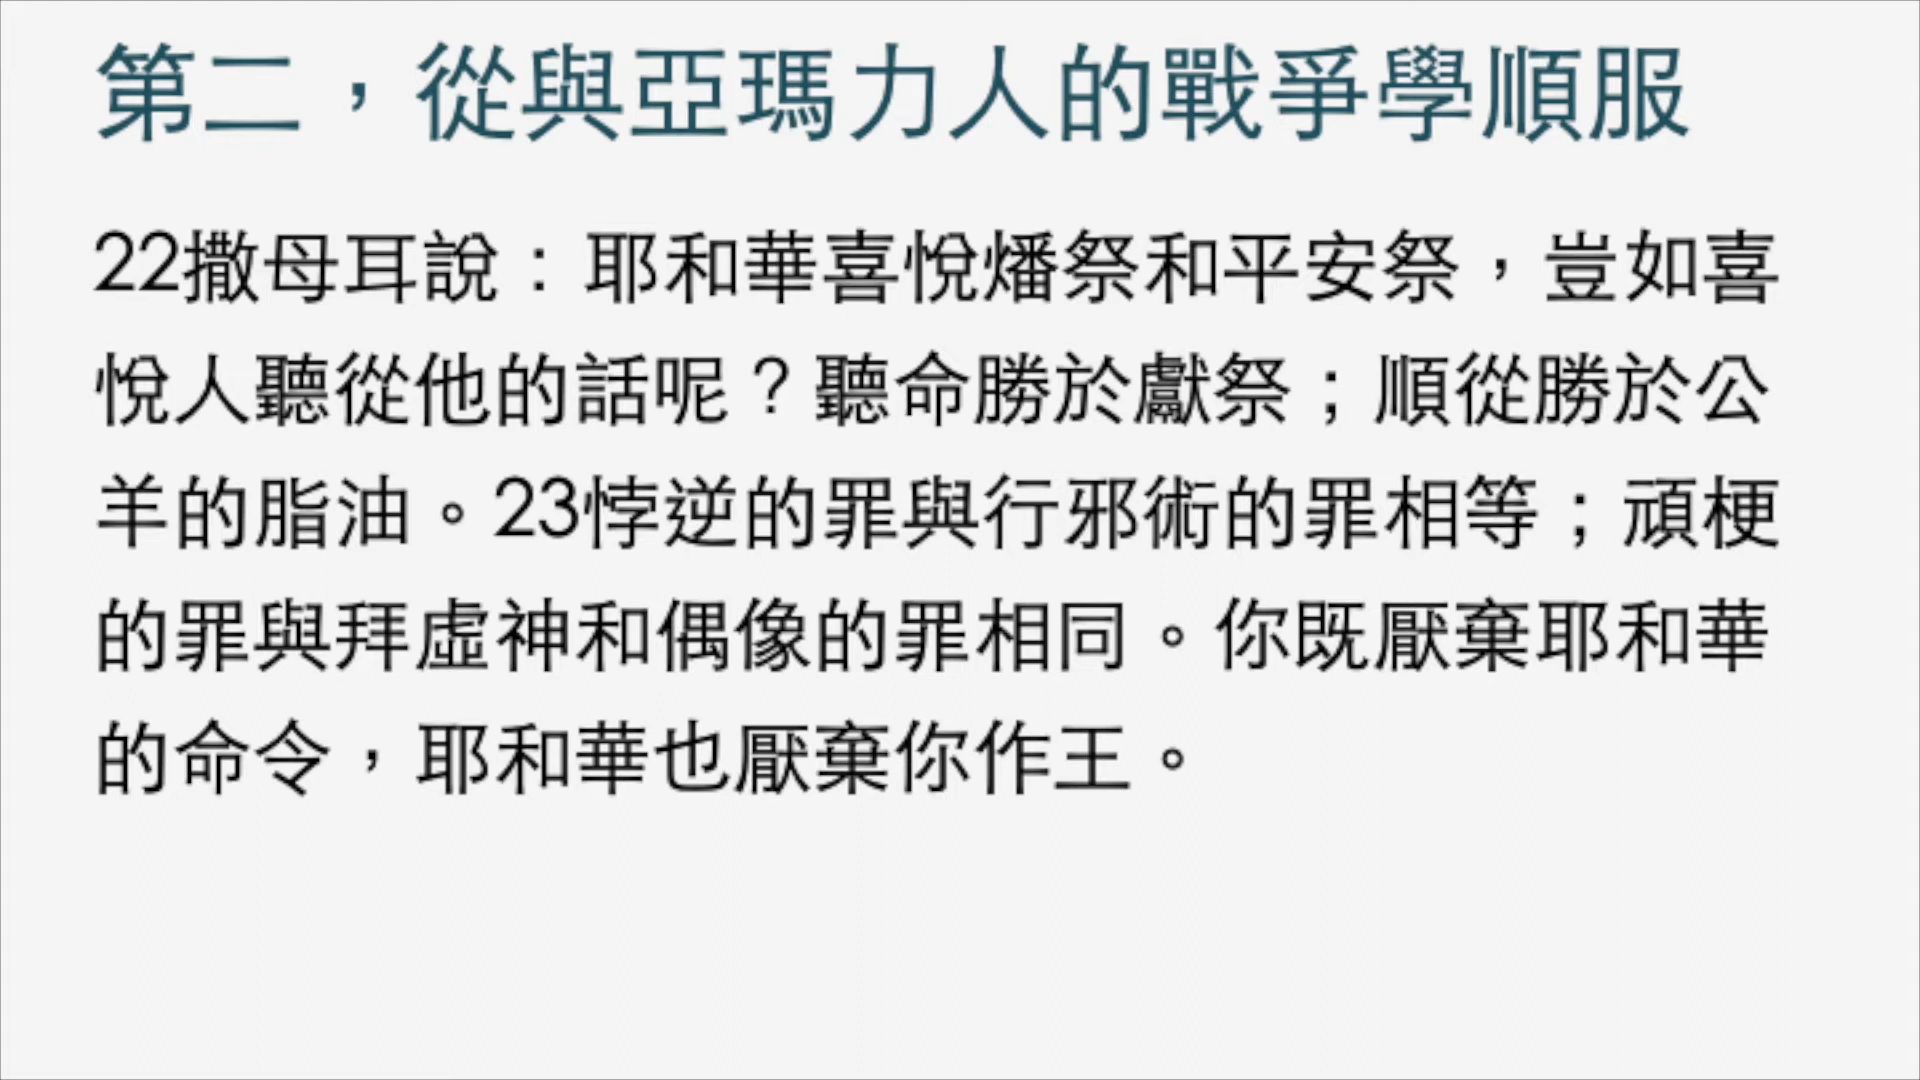 第二，從與亞瑪力人的戰爭學順服
22撒母耳說：耶和華喜悅燔祭和平安祭，豈如喜
悅人聽從他的話呢？聽命勝於獻祭；順從勝於公
羊的脂油。23悖逆的罪與行邪術的罪相等；頑梗
的罪與拜虛神和偶像的罪相同。你既厭棄耶和華
的命令，耶和華也厭棄你作王。